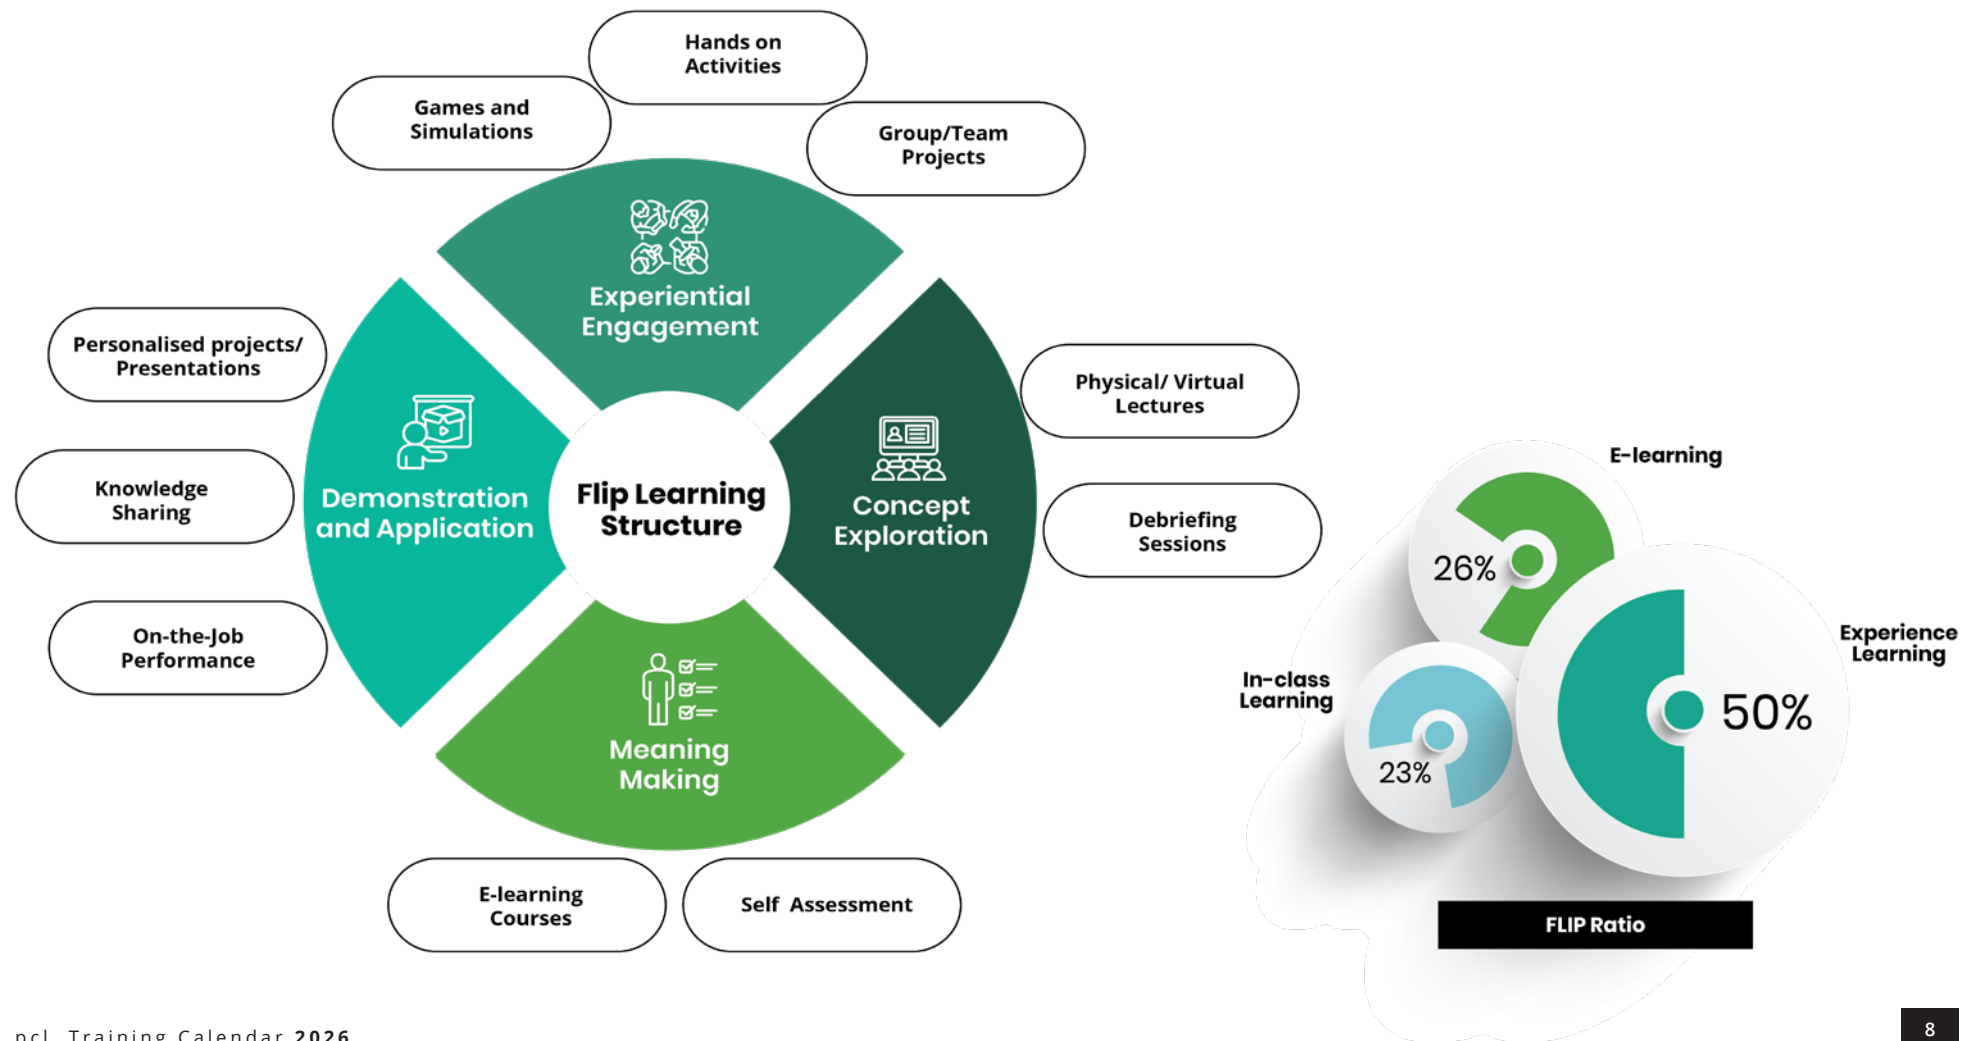 Hands on
Activities
Games and
Simulations
Group/Team
Projects
Experiential
Engagement
Personalised projects/
Presentations
Knowledge
Sharing
On-the-Job
Performance
Demonstration
and Application
Flip Learning
Structure
Concept
Exploration
Physical/ Virtual
Lectures
Debriefing
Sessions
Meaning
Making
E-learning
Courses
Self Assessment
E-learning
26%
Experience
Learning
50%
In-class
Learning
23%
FLIP Ratio
pcl. Training Calendar 2026
8